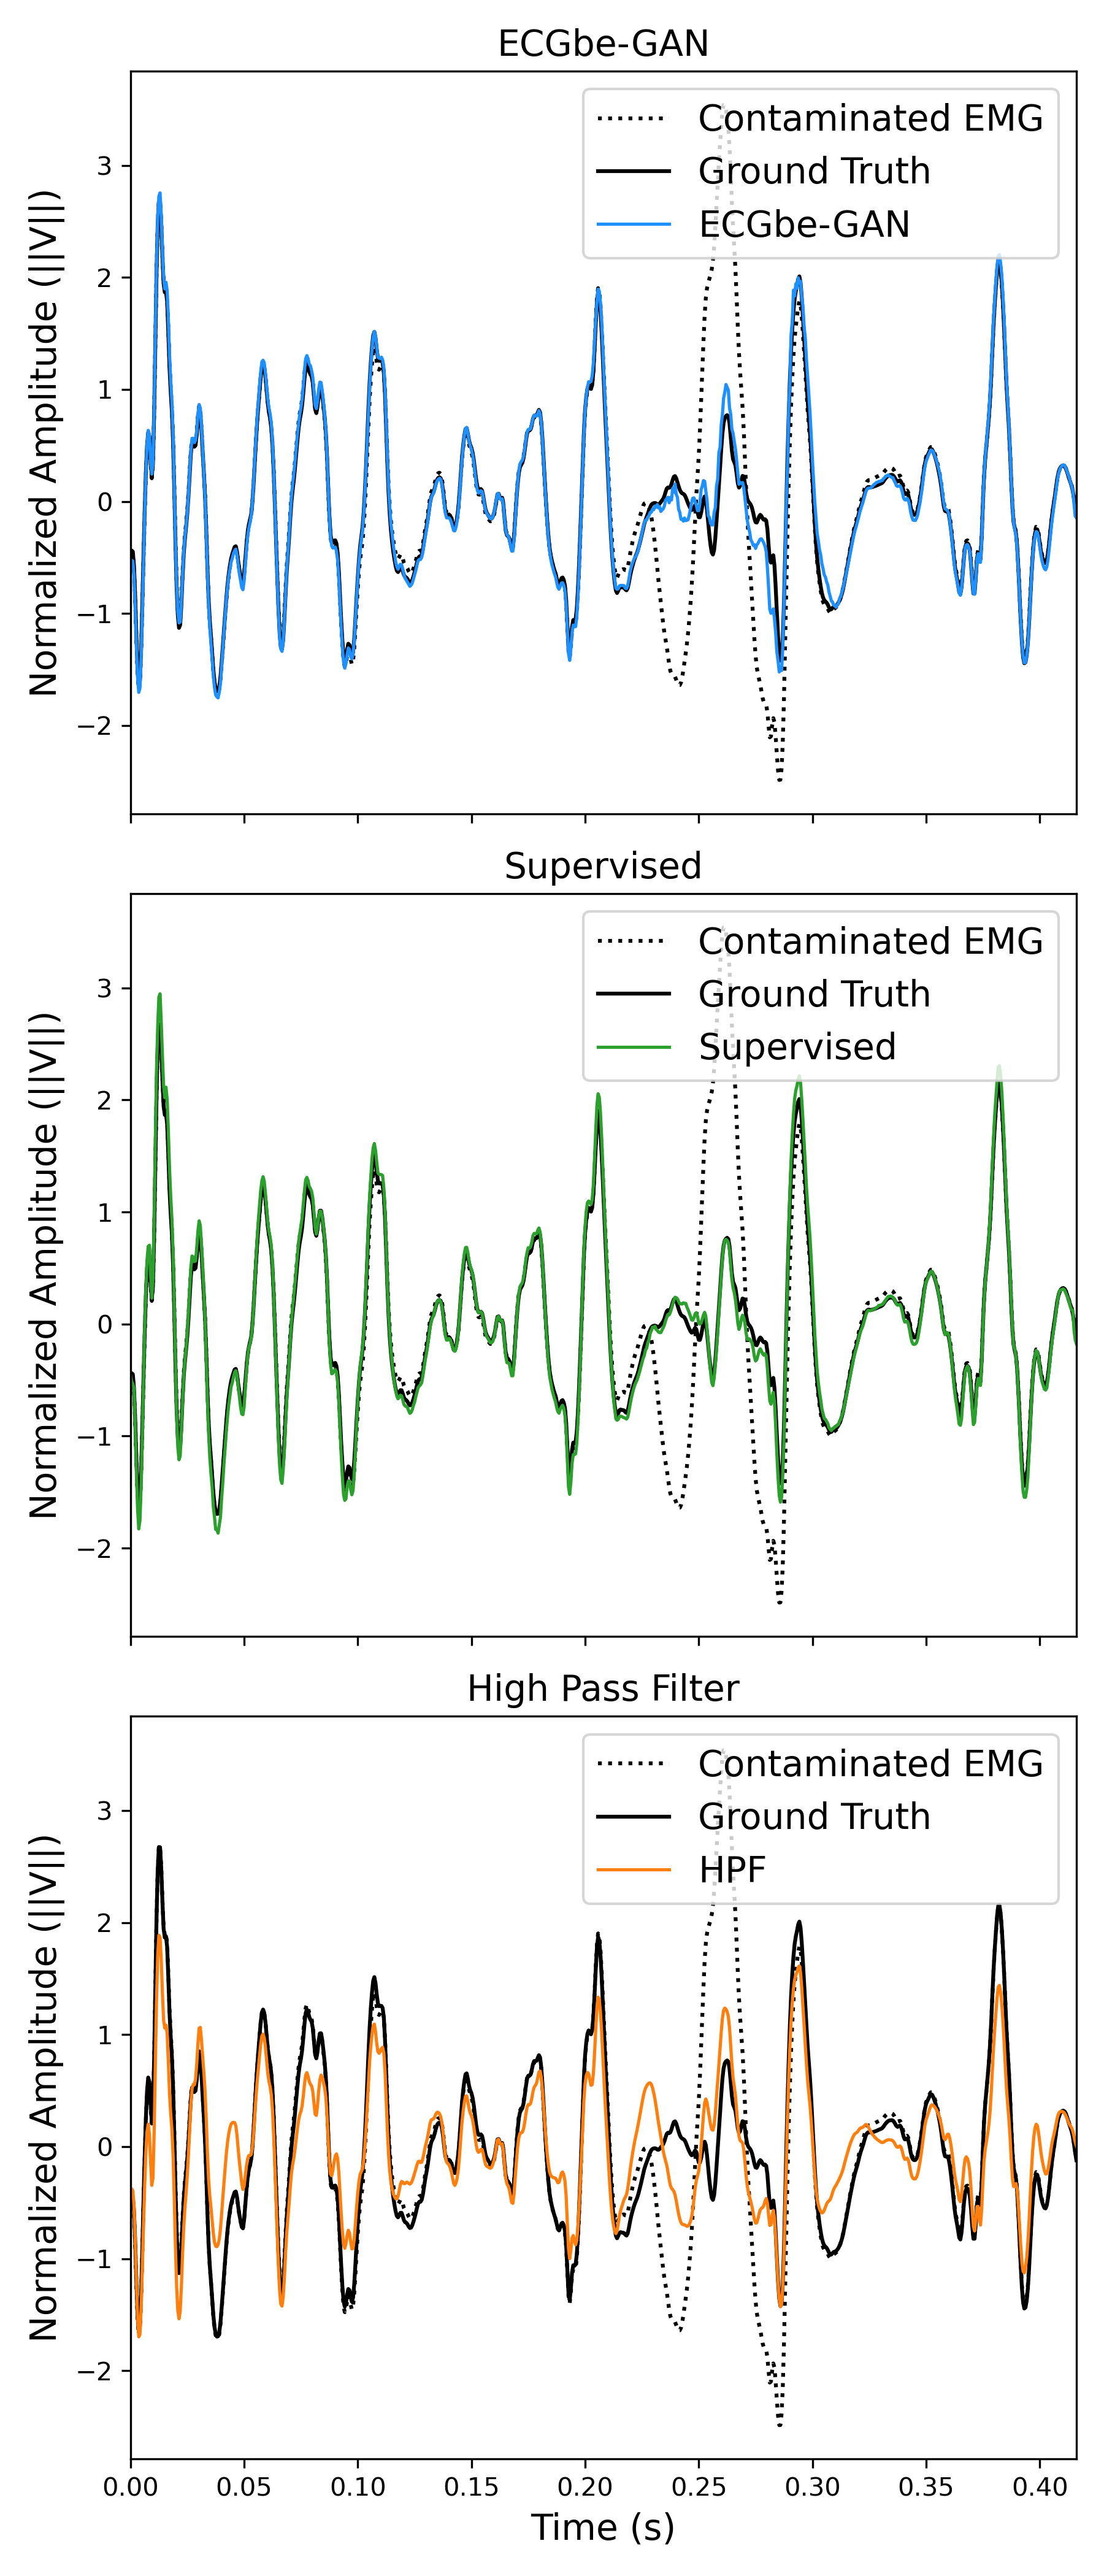 ECGbe-GAN
Contaminated EMG
Ground Truth
ECGbe-GAN
Normalized Amplitude (||V||)
3
2
1
0
−1
−2
Supervised
Contaminated EMG
Ground Truth
Supervised
Normalized Amplitude (||V||)
3
2
1
0
−1
−2
High Pass Filter
Contaminated EMG
Ground Truth
HPF
Normalized Amplitude (||V||)
3
2
1
0
−1
−2
0.00 0.05 0.10 0.15 0.20 0.25 0.30 0.35 0.40
Time (s)